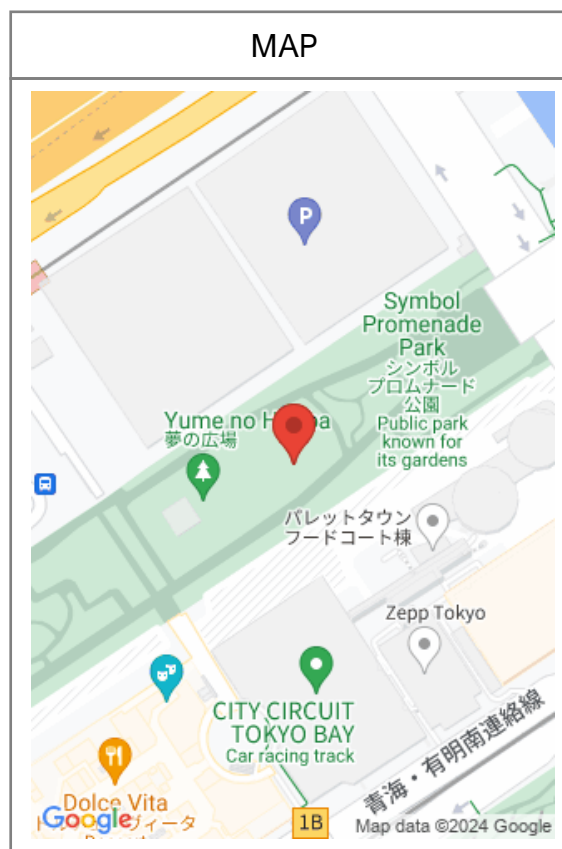 MAP
P
Symbol
Promenade
Park
シンボル
プロムナード
公園
Public park
known for
its gardens
Yume no
夢の広場
パレットタウン
フードコート棟
Zepp Tokyo
CITY CIRCUIT
TOKYO BAY
Car racing track
青海・有明南連絡線
Dolce Vita
Google
1B
Map data ©2024 Google